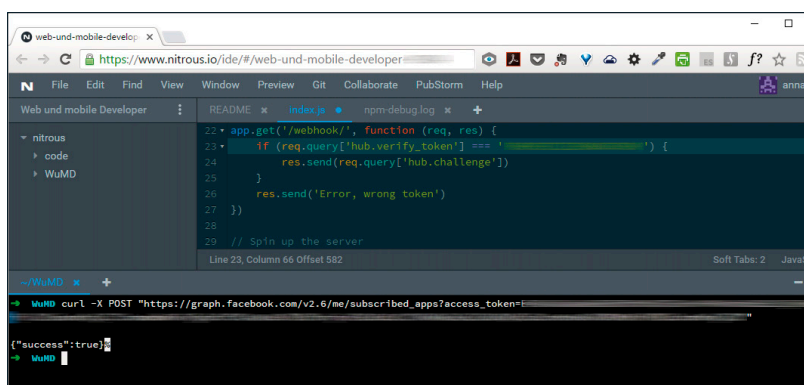 web-und-mobile-develop
https://www.nitrous.io/ide/#/web-und-mobile-developer
f?
N File Edit Find View Window Preview Git Collaborate PubStorm Help anna
Web und mobile Developer README index.js npm-debug.log
nitrous
code
WuMD
22 app.get('/webhook/', function (req, res) {
23 if (req.query['hub.verify_token'] === '') {
24 res.send(req.query['hub.challenge'])
25 }
26 res.send('Error, wrong token')
27 })
28
29 // Spin up the server
Line 23, Column 66 Offset 582 Soft Tabs: 2 JavaS
~/WuMD
→ WuMD curl -X POST "https://graph.facebook.com/v2.6/me/subscribed_apps?access_token=
"
{"success":true}%
→ WuMD